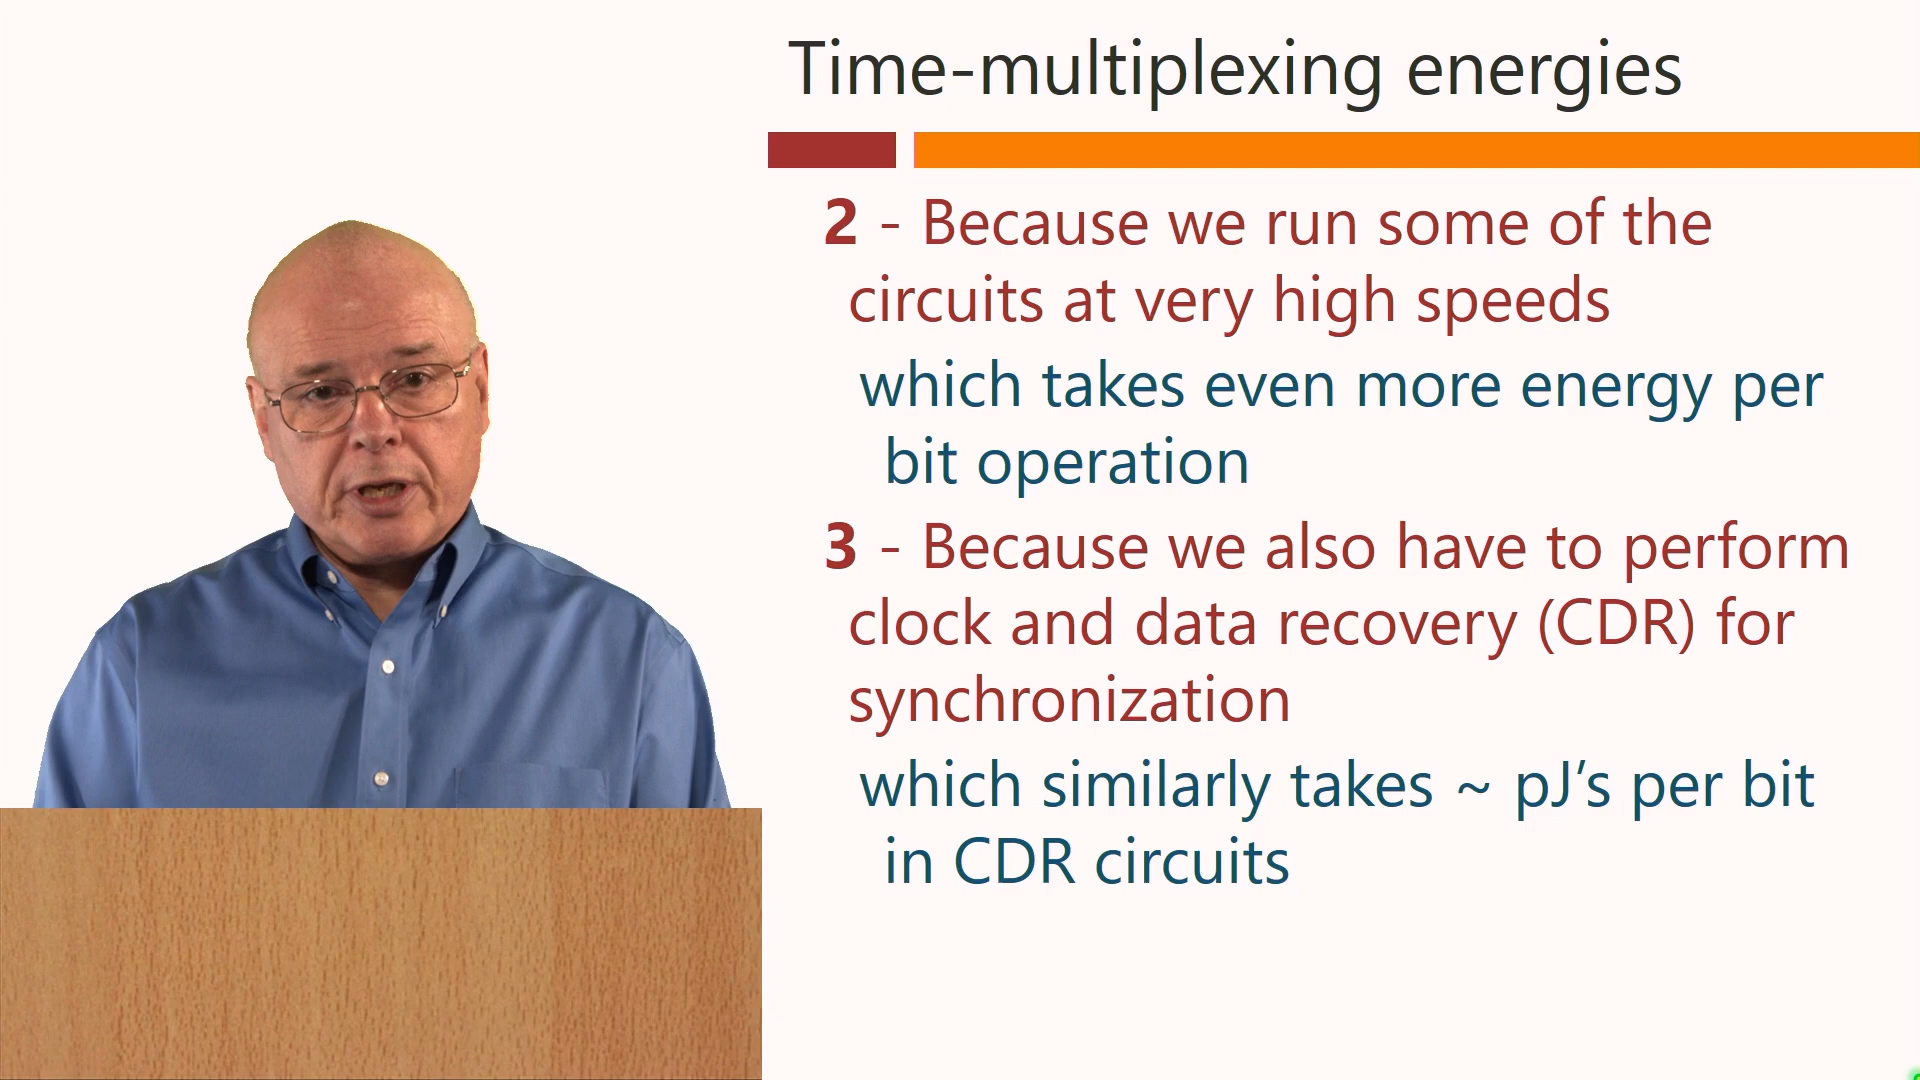 Time-multiplexing energies
2 - Because we run some of the
circuits at very high speeds
which takes even more energy per
bit operation
3 - Because we also have to perform
clock and data recovery (CDR) for
synchronization
which similarly takes ~ pJ’s per bit
in CDR circuits